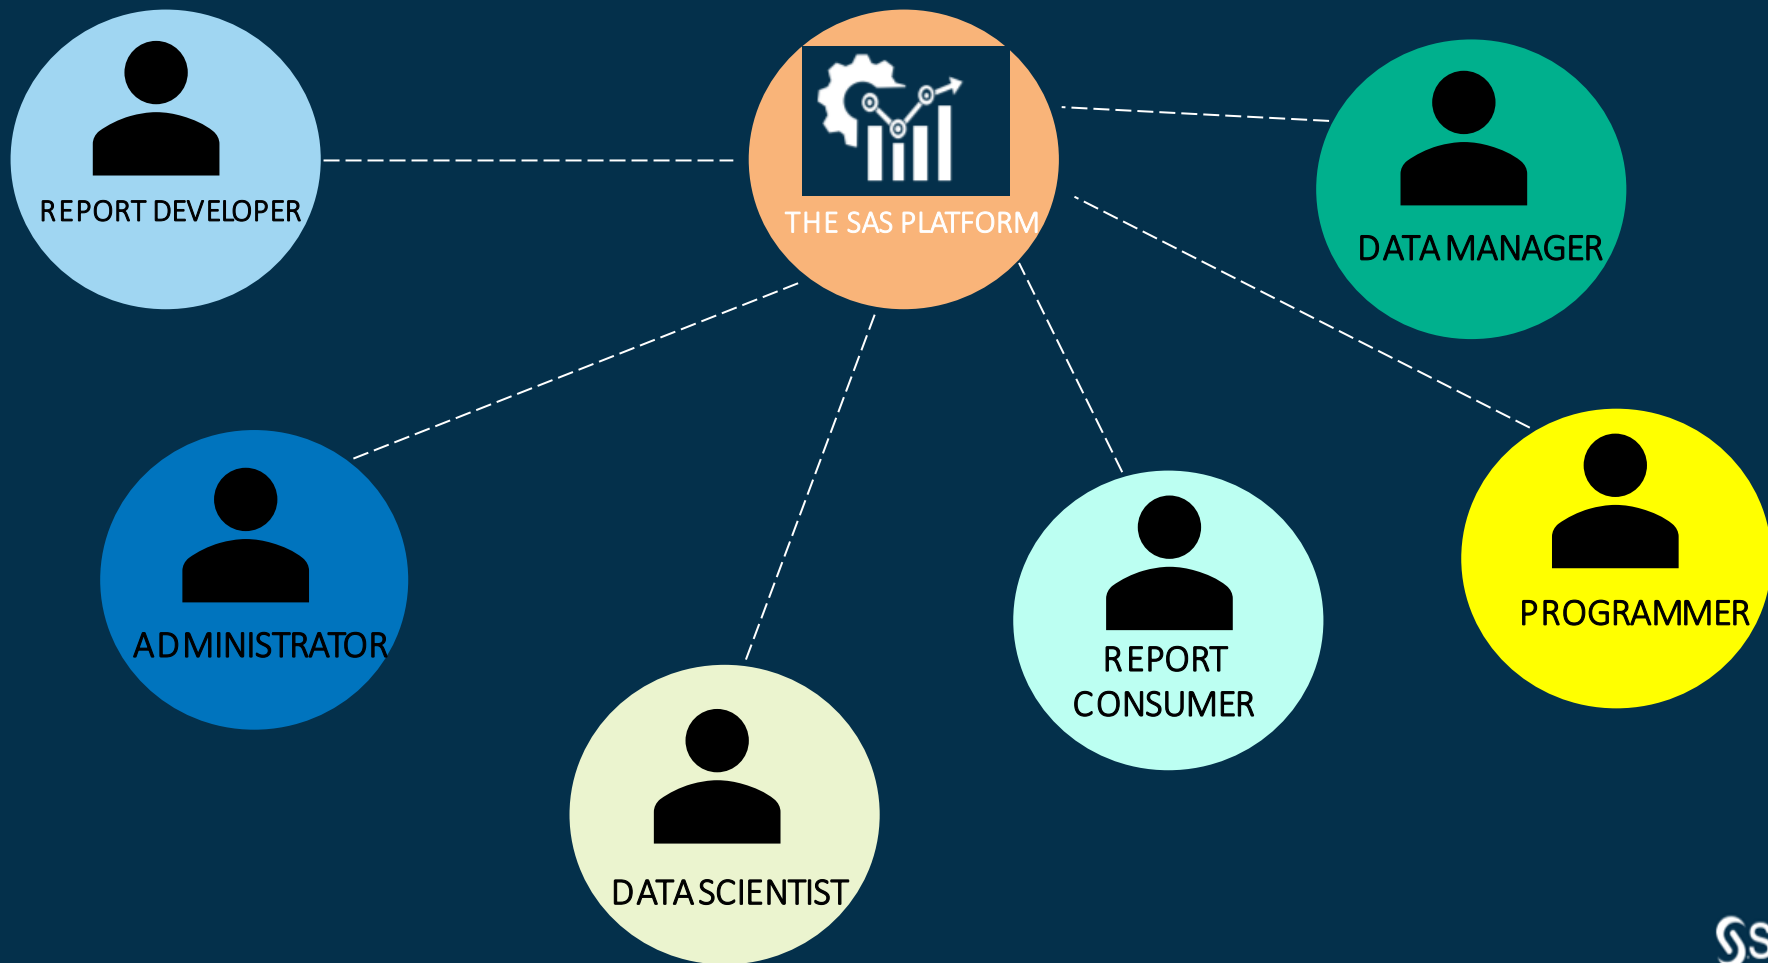 REPORT DEVELOPER
THE SAS PLATFORM
DATA MANAGER
ADMINISTRATOR
DATA SCIENTIST
REPORT
CONSUMER
PROGRAMMER